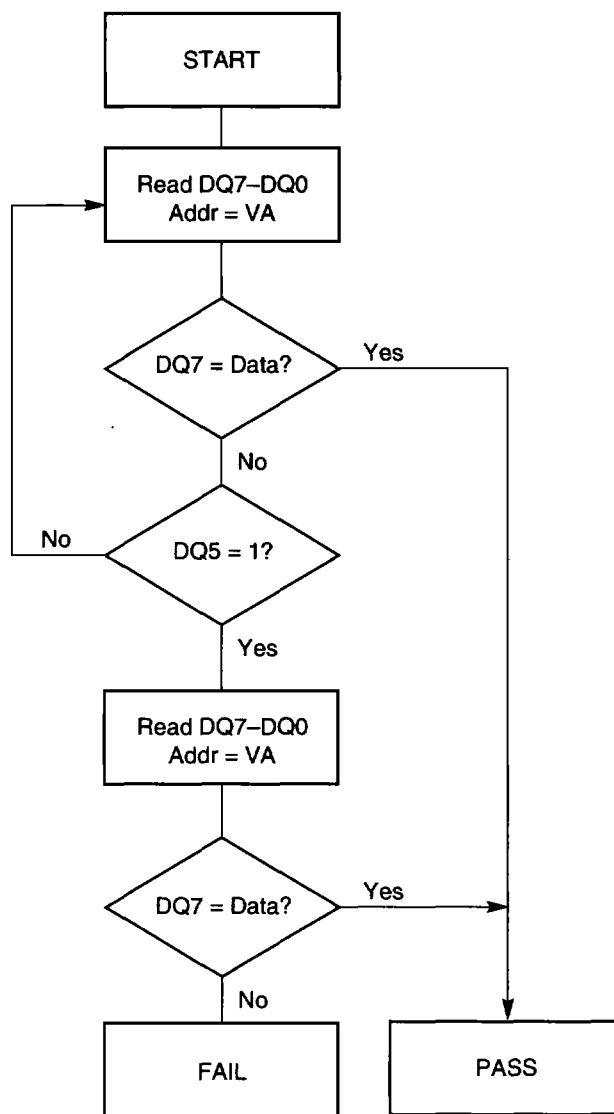 START
Read DQ7–DQ0
Addr = VA
DQ7 = Data?
Yes
No
No
DQ5 = 1?
Yes
Read DQ7–DQ0
Addr = VA
DQ7 = Data?
Yes
No
FAIL
PASS